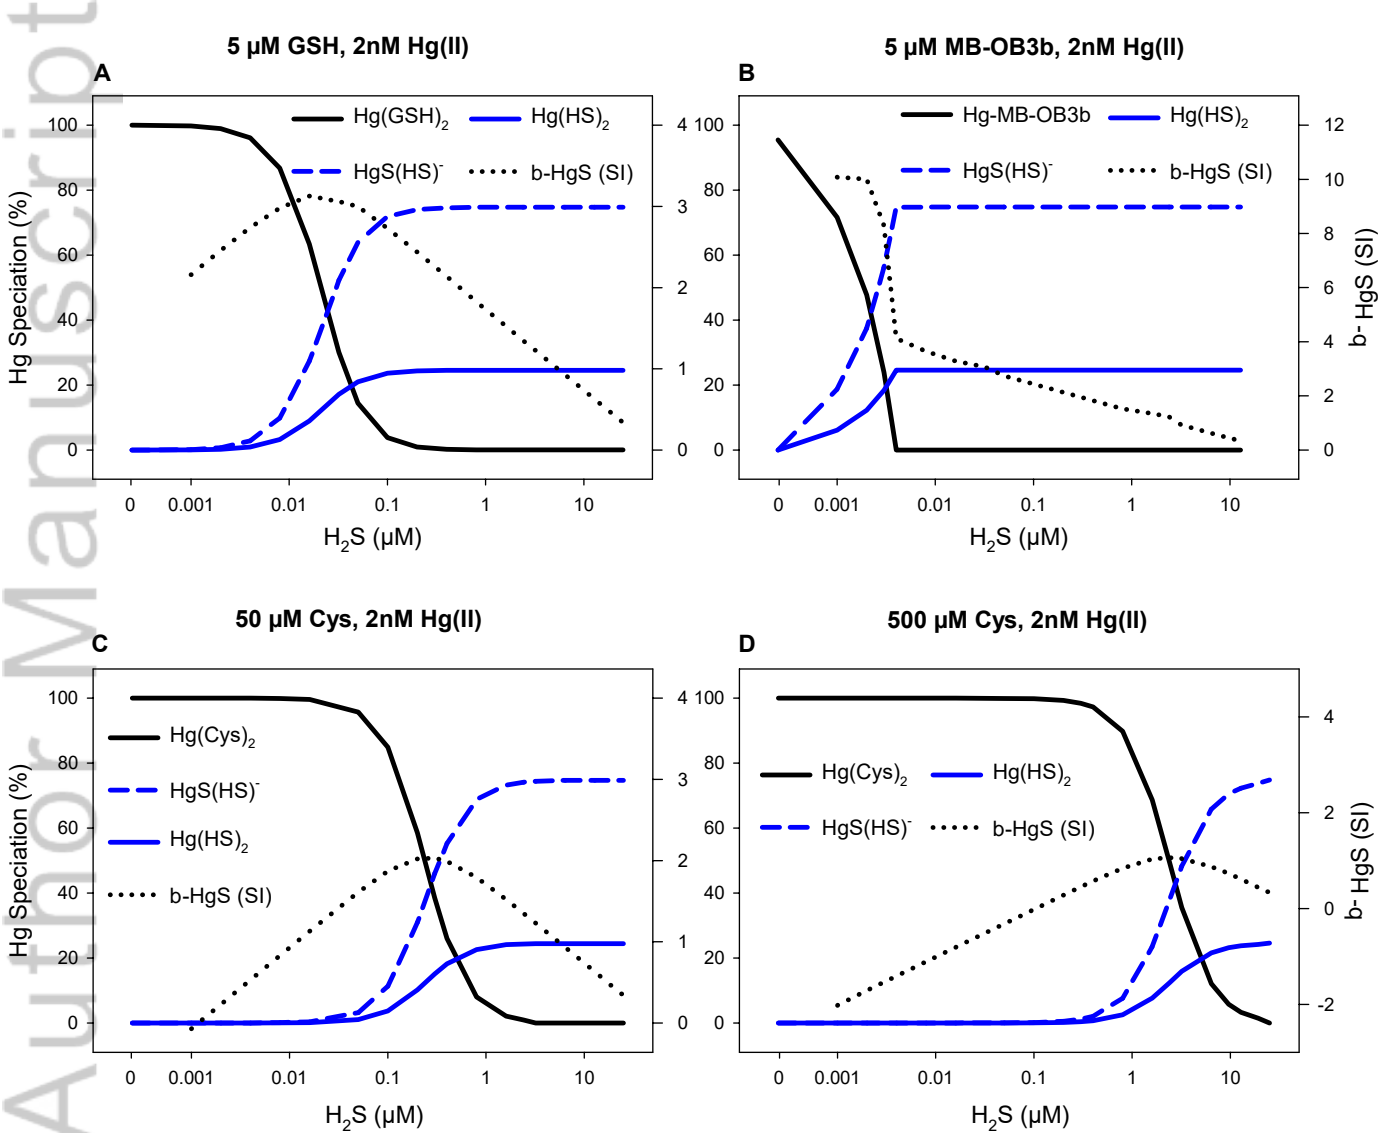 Author Manuscript
5 µM GSH, 2nM Hg(II)
A
Hg(GSH)2
Hg(HS)2
HgS(HS)-
b-HgS (SI)
Hg Speciation (%)
100
80
60
40
20
0
4
3
2
1
0
0 0.001 0.01 0.1 1 10
H2S (µM)
5 µM MB-OB3b, 2nM Hg(II)
B
Hg-MB-OB3b
Hg(HS)2
HgS(HS)-
b-HgS (SI)
100
80
60
40
20
0
12
10
8
6
4
2
0
b- HgS (SI)
0 0.001 0.01 0.1 1 10
H2S (µM)
50 µM Cys, 2nM Hg(II)
C
Hg(Cys)2
HgS(HS)-
Hg(HS)2
b-HgS (SI)
Hg Speciation (%)
100
80
60
40
20
0
4
3
2
1
0
0 0.001 0.01 0.1 1 10
H2S (µM)
500 µM Cys, 2nM Hg(II)
D
Hg(Cys)2
Hg(HS)2
HgS(HS)-
b-HgS (SI)
100
80
60
40
20
0
4
2
0
-2
b- HgS (SI)
0 0.001 0.01 0.1 1 10
H2S (µM)